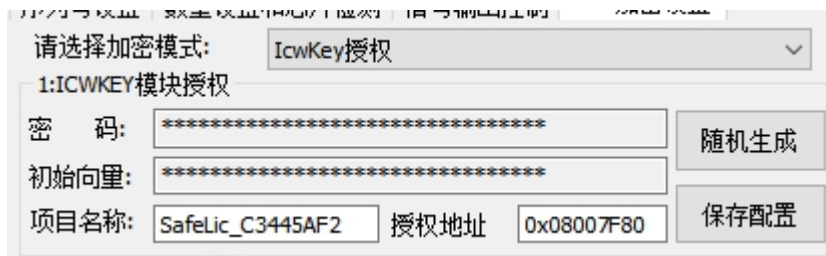 请选择加密模式: IcwKey授权
1:ICWKEY模块授权
密 码: ********************************
随机生成
初始向量: ********************************
项目名称: SafeLic_C3445AF2 授权地址 0x08007F80
保存配置